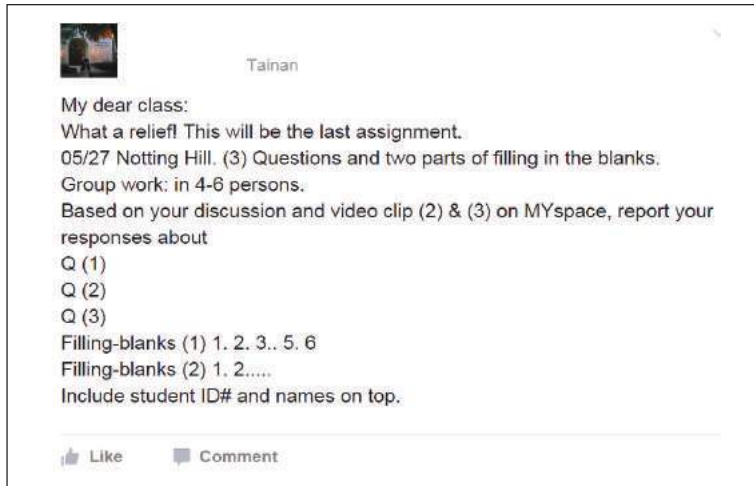 Tainan
My dear class:
What a relief! This will be the last assignment.
05/27 Notting Hill. (3) Questions and two parts of filling in the blanks.
Group work: in 4-6 persons.
Based on your discussion and video clip (2) & (3) on MYspace, report your
responses about
Q (1)
Q (2)
Q (3)
Filling-blanks (1) 1. 2. 3.. 5. 6
Filling-blanks (2) 1. 2.....
Include student ID# and names on top.
Like Comment